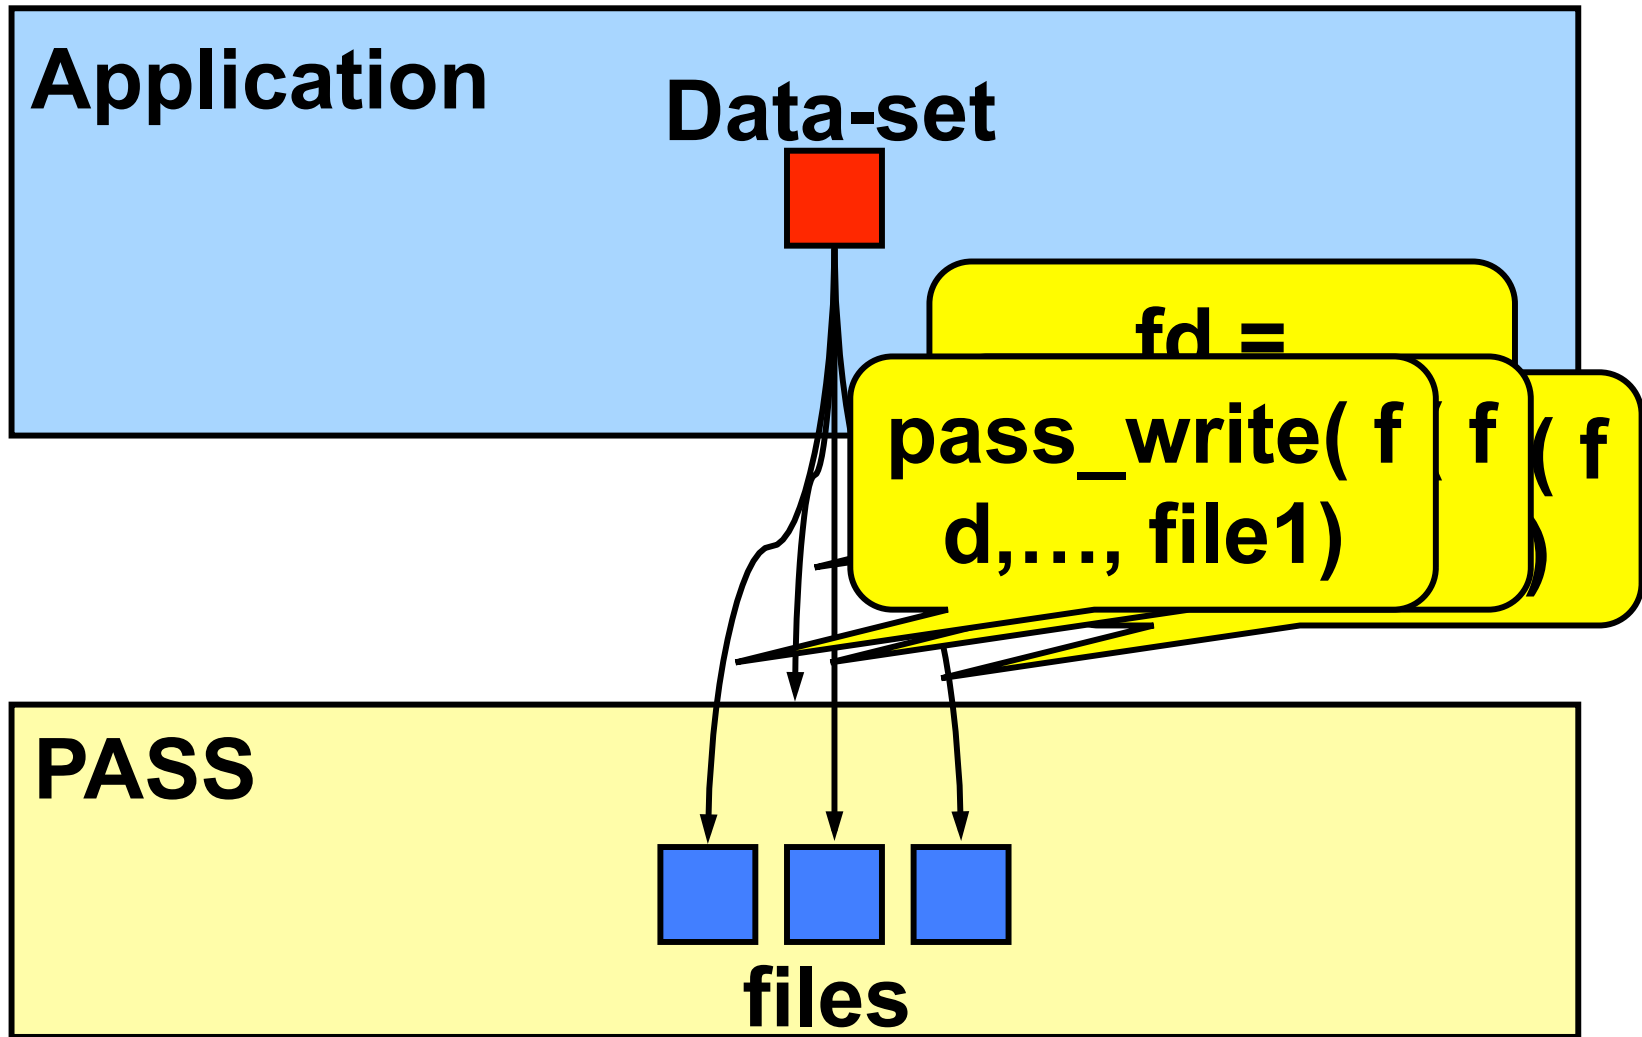 Application
Data-set
fd =
pass_write( f
d,…, file1)
( f
( f
)
PASS
files